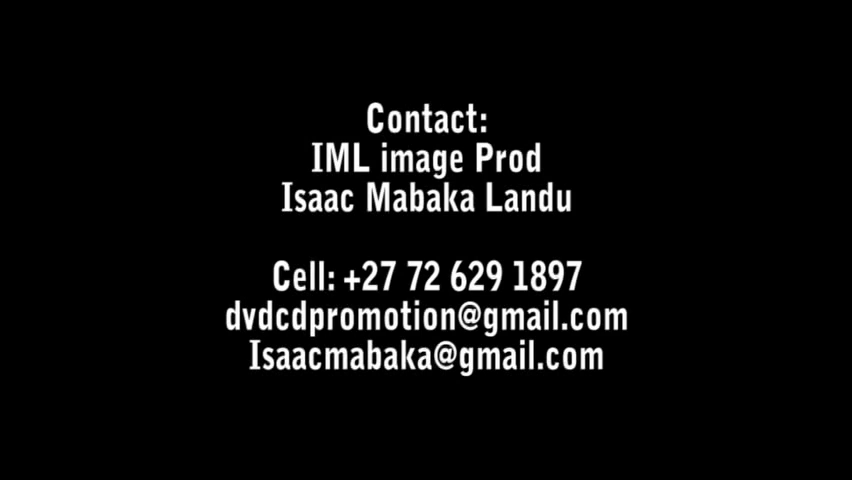 Contact:
IML image Prod
Isaac Mabaka Landu
Cell: +27 72 629 1897
dvdcdpromotion@gmail.com
Isaacmabaka@gmail.com